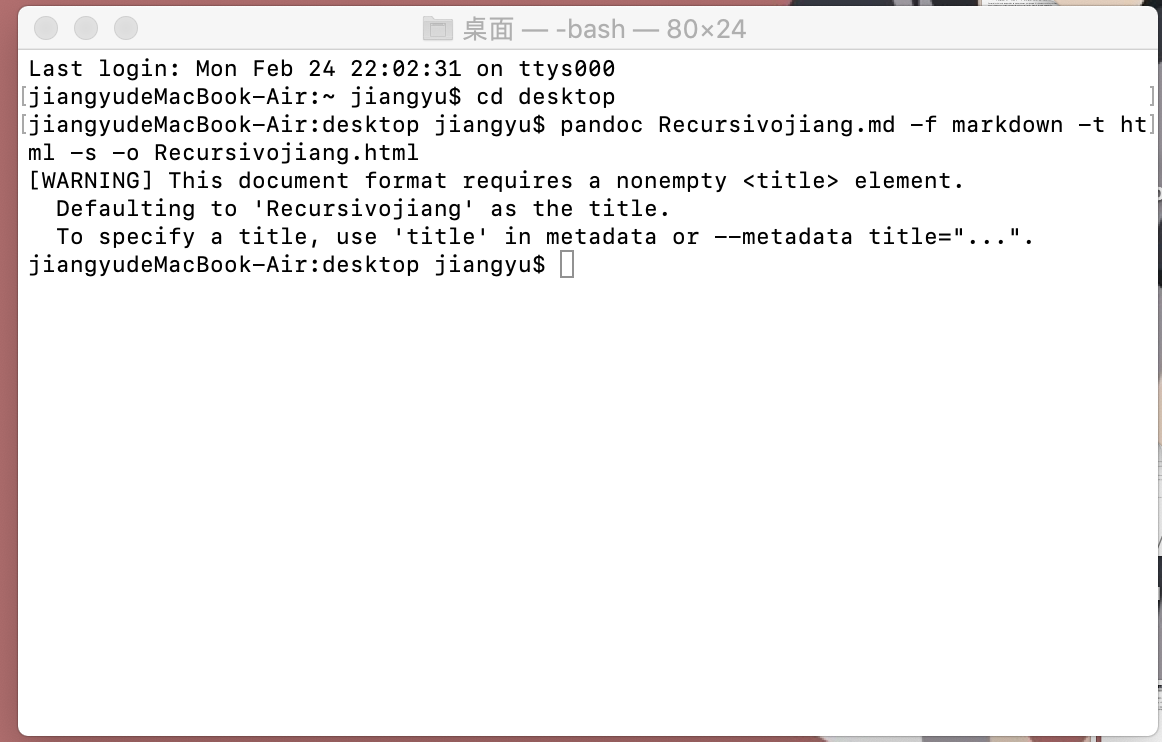 桌面 — -bash — 80×24
Last login: Mon Feb 24 22:02:31 on ttys000
[jiangyudeMacBook-Air:~ jiangyu$ cd desktop ]
[jiangyudeMacBook-Air:desktop jiangyu$ pandoc Recursivojiang.md -f markdown -t ht]
ml -s -o Recursivojiang.html
[WARNING] This document format requires a nonempty <title> element.
  Defaulting to 'Recursivojiang' as the title.
  To specify a title, use 'title' in metadata or --metadata title="...".
jiangyudeMacBook-Air:desktop jiangyu$